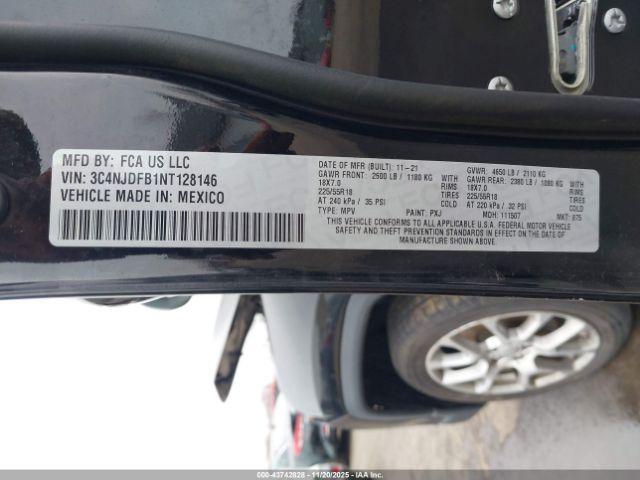 MFD BY: FCA US LLC
VIN: 3C4NJDFB1NT128146
VEHICLE MADE IN: MEXICO
DATE OF MFR (BUILT): 11-21
GAWR FRONT: 2600 LB / 1180 KG
18X7.0 RIMS
225/55R18 TIRES
AT 240 kPa / 35 PSI COLD
TYPE: MPV PAINT: PXJ
GVWR: 4650 LB / 2110 KG
GAWR REAR: 2380 LB / 1080 KG
18X7.0 RIMS
225/55R18 TIRES
AT 220 kPa / 32 PSI COLD
MDH: 111507 MKT: 875
THIS VEHICLE CONFORMS TO ALL APPLICABLE U.S.A. FEDERAL MOTOR VEHICLE
SAFETY AND THEFT PREVENTION STANDARDS IN EFFECT ON THE DATE OF
MANUFACTURE SHOWN ABOVE.
000-43742828 11/20/2025 IAAI.COM